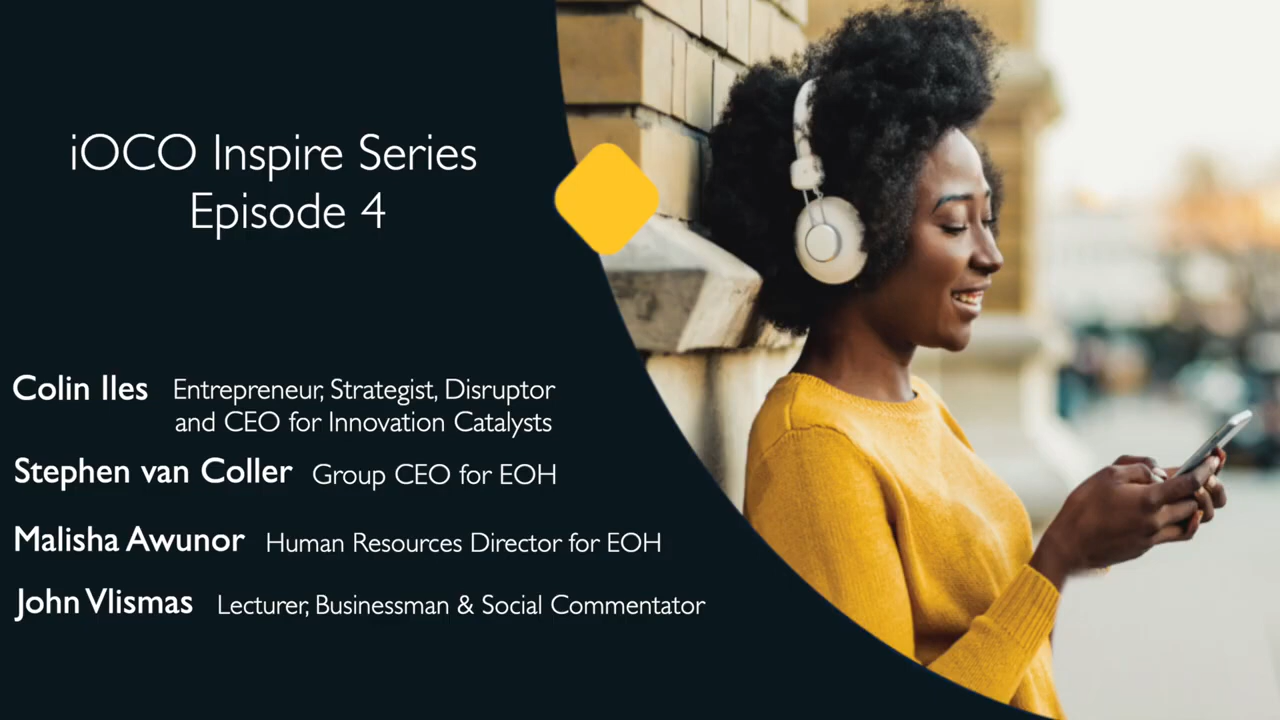 iOCO Inspire Series
Episode 4
Colin Iles Entrepreneur, Strategist, Disruptor
and CEO for Innovation Catalysts
Stephen van Coller Group CEO for EOH
Malisha Awunor Human Resources Director for EOH
John Vlismas Lecturer, Businessman & Social Commentator